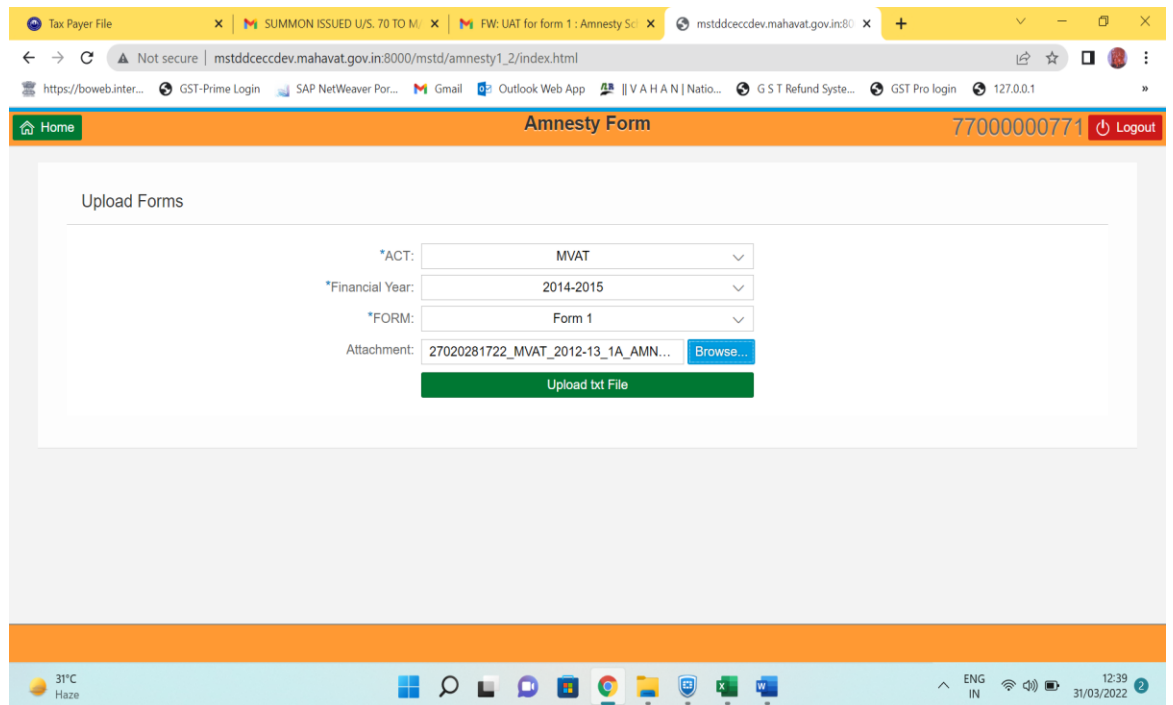 Tax Payer File
SUMMON ISSUED U/S. 70 TO M/
FW: UAT for form 1 : Amnesty Sch
mstddceccdev.mahavat.gov.in:80
Not secure | mstddceccdev.mahavat.gov.in:8000/mstd/amnesty1_2/index.html
https://boweb.inter... GST-Prime Login SAP NetWeaver Por... Gmail Outlook Web App || V A H A N | Natio... G S T Refund Syste... GST Pro login 127.0.0.1 »
Home Amnesty Form 77000000771 Logout
Upload Forms
*ACT: MVAT
*Financial Year: 2014-2015
*FORM: Form 1
Attachment: 27020281722_MVAT_2012-13_1A_AMN... Browse...
Upload txt File
31°C
Haze
ENG
IN
12:39
31/03/2022
2